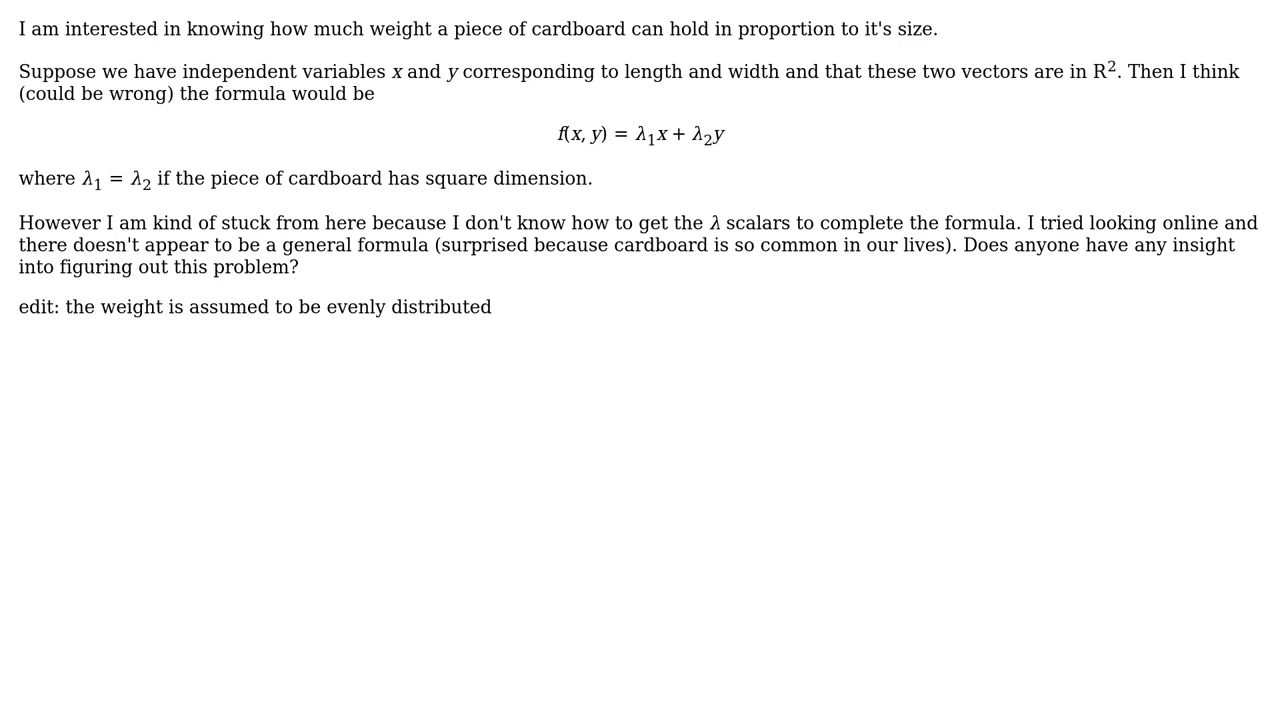 I am interested in knowing how much weight a piece of cardboard can hold in proportion to it's size.
Suppose we have independent variables x and y corresponding to length and width and that these two vectors are in R². Then I think
(could be wrong) the formula would be
f(x, y) = λ₁x + λ₂y
where λ₁ = λ₂ if the piece of cardboard has square dimension.
However I am kind of stuck from here because I don't know how to get the λ scalars to complete the formula. I tried looking online and
there doesn't appear to be a general formula (surprised because cardboard is so common in our lives). Does anyone have any insight
into figuring out this problem?
edit: the weight is assumed to be evenly distributed